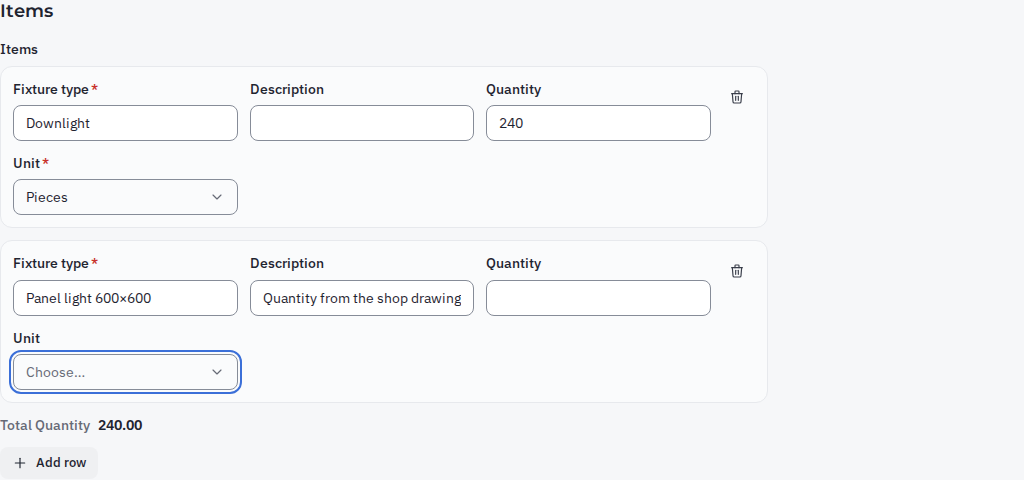 Items
Items
Fixture type * Description Quantity
Downlight 240
Unit *
Pieces
Fixture type * Description Quantity
Panel light 600×600 Quantity from the shop drawing
Unit
Choose...
Total Quantity 240.00
+ Add row